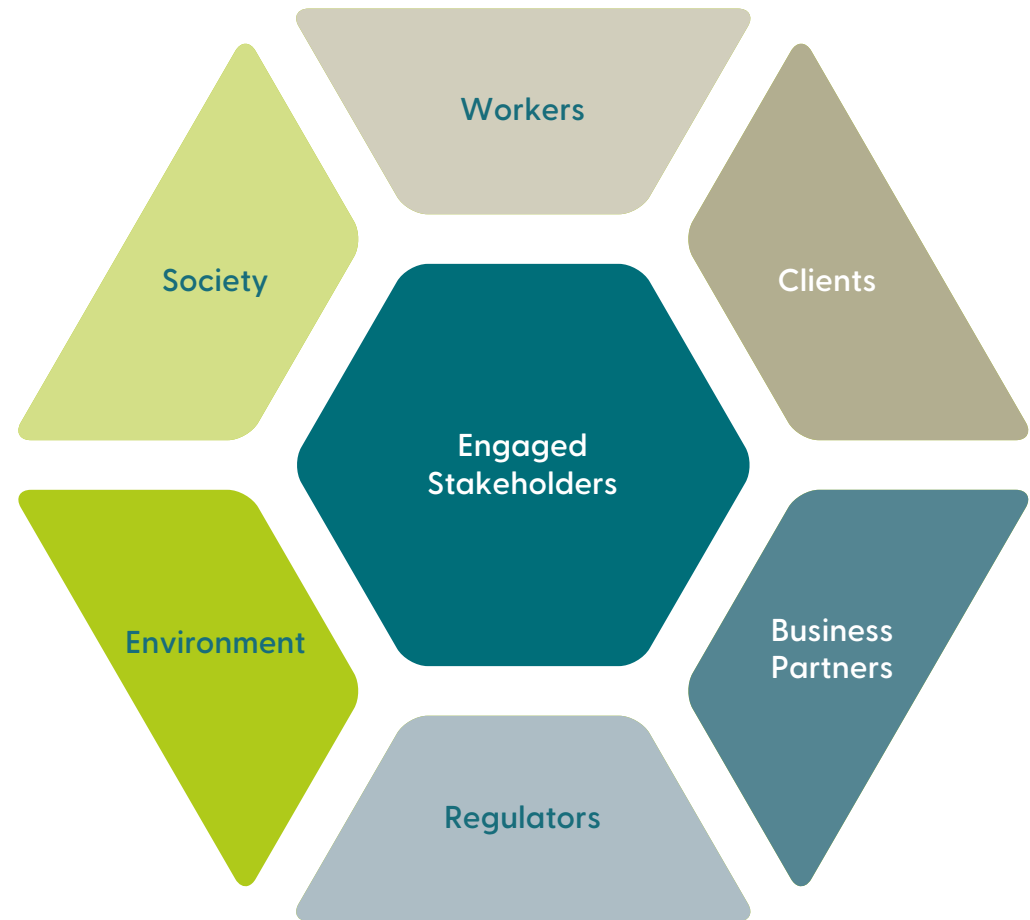 Workers
Society
Clients
Engaged
Stakeholders
Environment
Business
Partners
Regulators